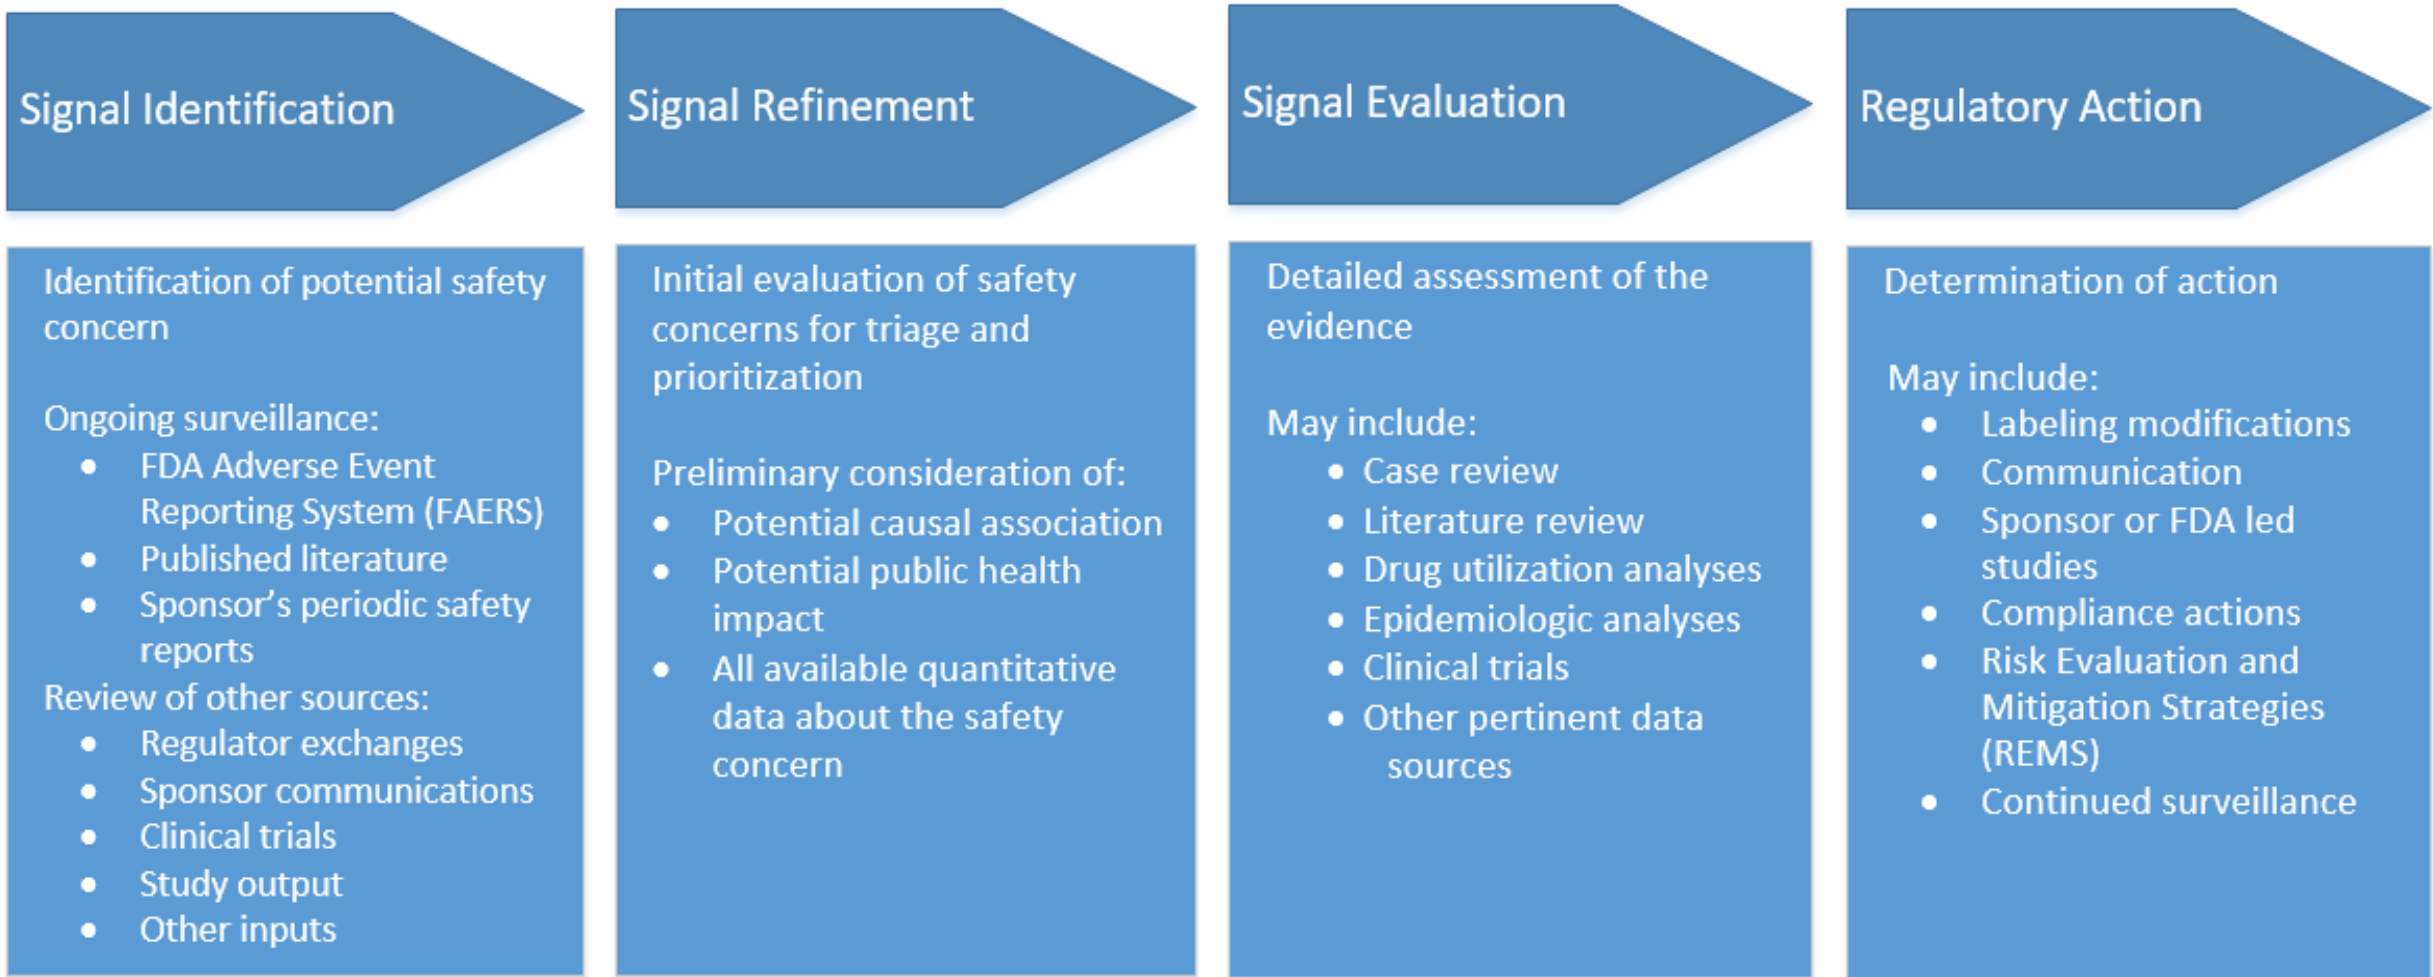 Signal Identification
Identification of potential safety
concern
Ongoing surveillance:
• FDA Adverse Event
Reporting System (FAERS)
• Published literature
• Sponsor’s periodic safety
reports
Review of other sources:
• Regulator exchanges
• Sponsor communications
• Clinical trials
• Study output
• Other inputs
Signal Refinement
Initial evaluation of safety
concerns for triage and
prioritization
Preliminary consideration of:
• Potential causal association
• Potential public health
impact
• All available quantitative
data about the safety
concern
Signal Evaluation
Detailed assessment of the
evidence
May include:
• Case review
• Literature review
• Drug utilization analyses
• Epidemiologic analyses
• Clinical trials
• Other pertinent data
sources
Regulatory Action
Determination of action
May include:
• Labeling modifications
• Communication
• Sponsor or FDA led
studies
• Compliance actions
• Risk Evaluation and
Mitigation Strategies
(REMS)
• Continued surveillance